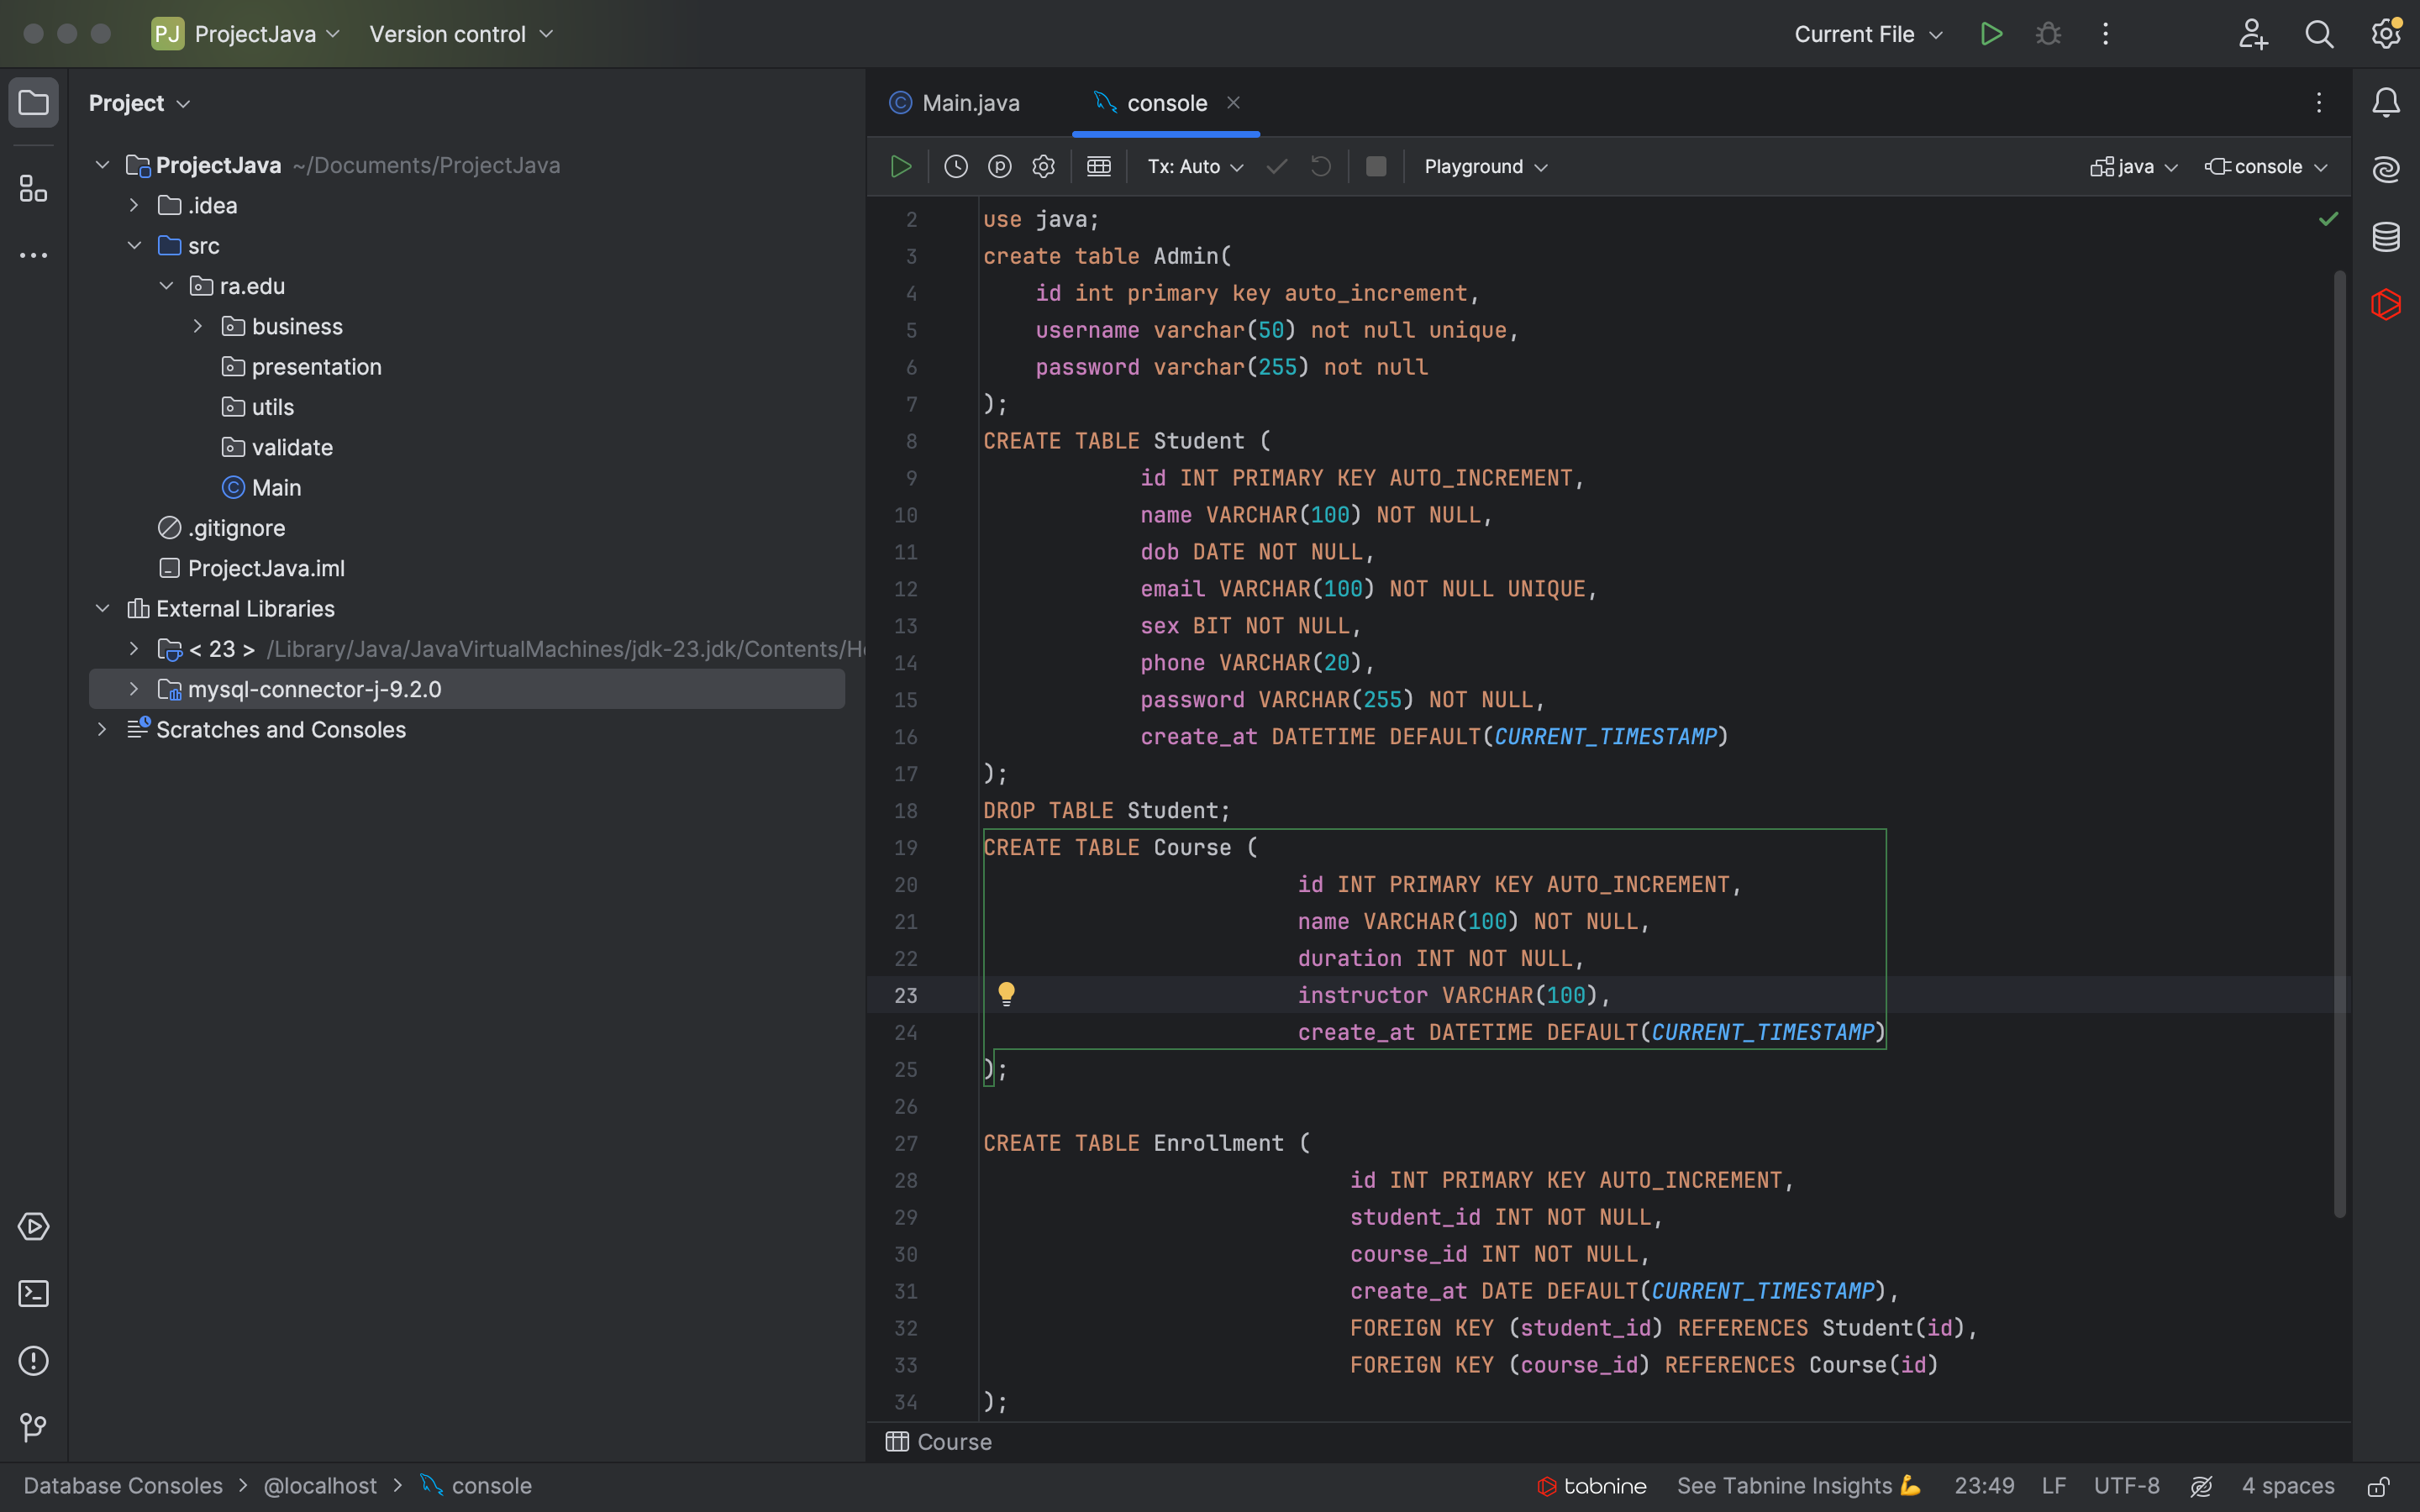 PJ ProjectJava Version control Current File
Project
ProjectJava ~/Documents/ProjectJava
.idea
src
ra.edu
business
presentation
utils
validate
Main
.gitignore
ProjectJava.iml
External Libraries
< 23 > /Library/Java/JavaVirtualMachines/jdk-23.jdk/Contents/H
mysql-connector-j-9.2.0
Scratches and Consoles
Main.java console
Tx: Auto Playground java console
2 use java;
3 create table Admin(
4 id int primary key auto_increment,
5 username varchar(50) not null unique,
6 password varchar(255) not null
7 );
8 CREATE TABLE Student (
9 id INT PRIMARY KEY AUTO_INCREMENT,
10 name VARCHAR(100) NOT NULL,
11 dob DATE NOT NULL,
12 email VARCHAR(100) NOT NULL UNIQUE,
13 sex BIT NOT NULL,
14 phone VARCHAR(20),
15 password VARCHAR(255) NOT NULL,
16 create_at DATETIME DEFAULT(CURRENT_TIMESTAMP)
17 );
18 DROP TABLE Student;
19 CREATE TABLE Course (
20 id INT PRIMARY KEY AUTO_INCREMENT,
21 name VARCHAR(100) NOT NULL,
22 duration INT NOT NULL,
23 instructor VARCHAR(100),
24 create_at DATETIME DEFAULT(CURRENT_TIMESTAMP)
25 );
26
27 CREATE TABLE Enrollment (
28 id INT PRIMARY KEY AUTO_INCREMENT,
29 student_id INT NOT NULL,
30 course_id INT NOT NULL,
31 create_at DATE DEFAULT(CURRENT_TIMESTAMP),
32 FOREIGN KEY (student_id) REFERENCES Student(id),
33 FOREIGN KEY (course_id) REFERENCES Course(id)
34 );
Course
Database Consoles > @localhost > console tabnine See Tabnine Insights 💪 23:49 LF UTF-8 4 spaces